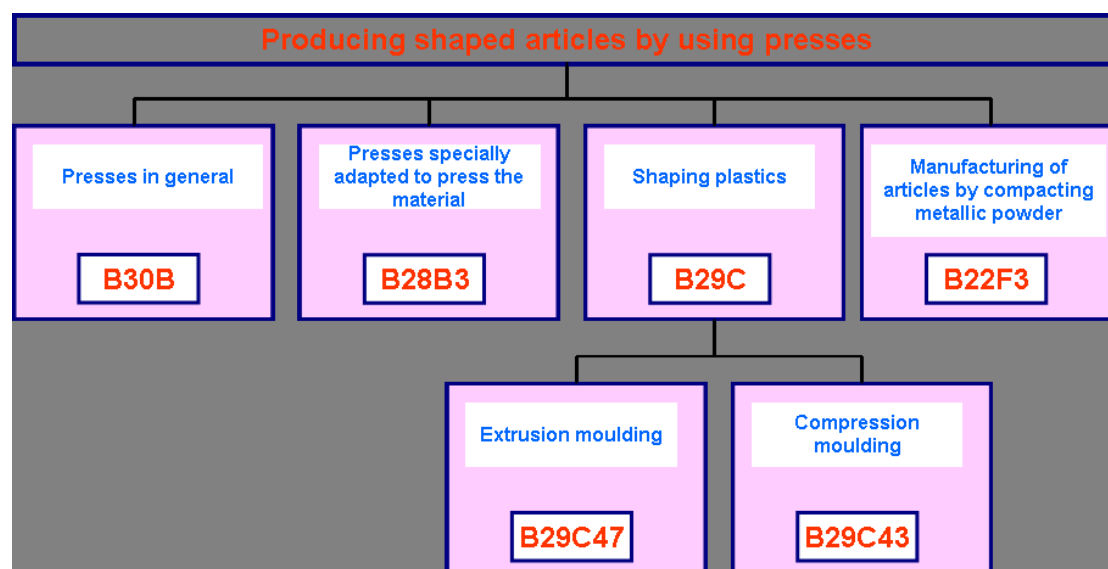 Producing shaped articles by using presses
Presses in general
B30B
Presses specially
adapted to press the
material
B28B3
Shaping plastics
B29C
Manufacturing of
articles by compacting
metallic powder
B22F3
Extrusion moulding
B29C47
Compression
moulding
B29C43